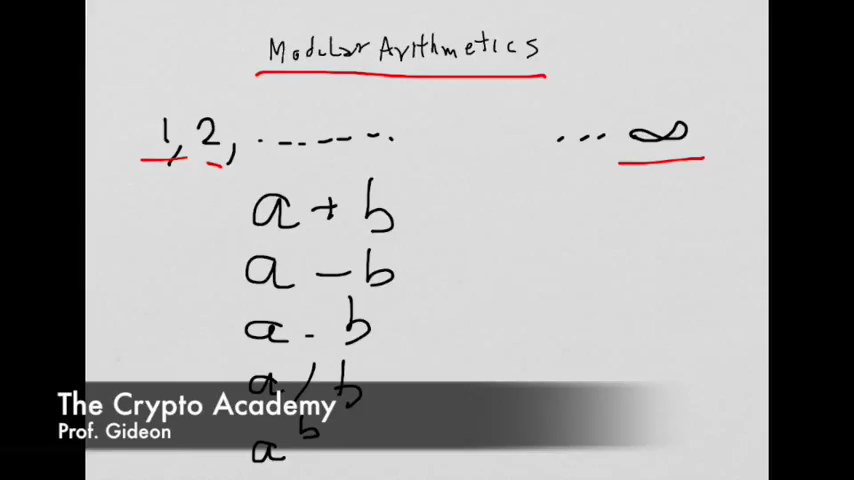 Modular Arithmetics
1, 2, ........ ... ∞
a + b
a - b
a . b
a / b
The Crypto Academy
Prof. Gideon
a^b